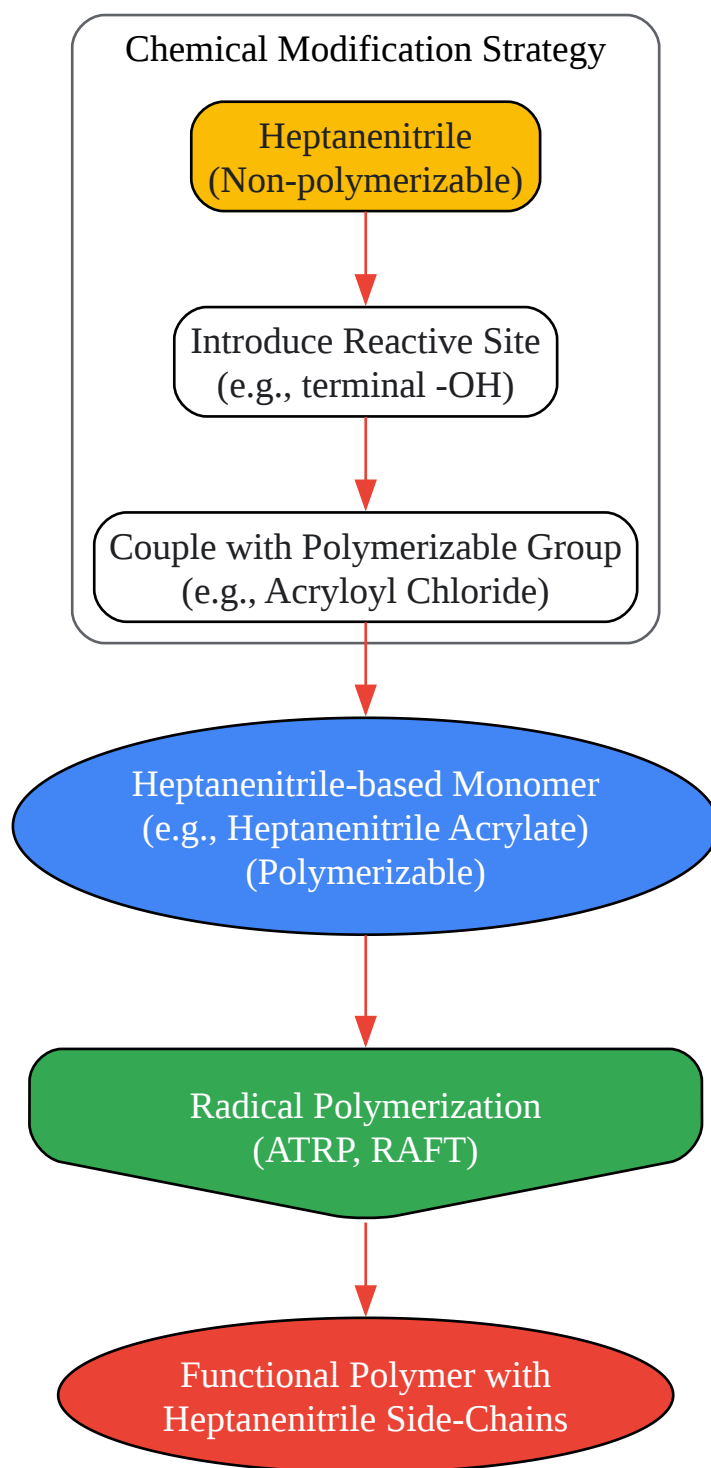 Chemical Modification Strategy
Heptanenitrile
(Non-polymerizable)
Introduce Reactive Site
(e.g., terminal -OH)
Couple with Polymerizable Group
(e.g., Acryloyl Chloride)
Heptanenitrile-based Monomer
(e.g., Heptanenitrile Acrylate)
(Polymerizable)
Radical Polymerization
(ATRP, RAFT)
Functional Polymer with
Heptanenitrile Side-Chains